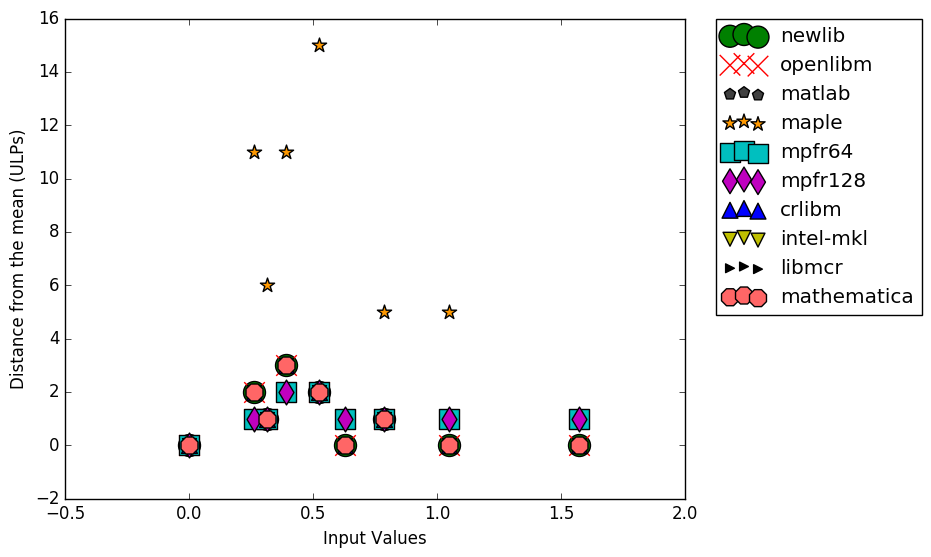 16
14
12
10
8
6
4
2
0
−2
−0.5
0.0
0.5
1.0
1.5
2.0
Distance from the mean (ULPs)
Input Values
newlib
openlibm
matlab
maple
mpfr64
mpfr128
crlibm
intel-mkl
libmcr
mathematica